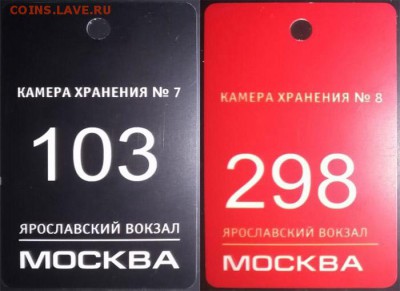 COINS.LAVE.RU
КАМЕРА ХРАНЕНИЯ № 7
103
ЯРОСЛАВСКИЙ ВОКЗАЛ
МОСКВА
КАМЕРА ХРАНЕНИЯ № 8
298
ЯРОСЛАВСКИЙ ВОКЗАЛ
МОСКВА